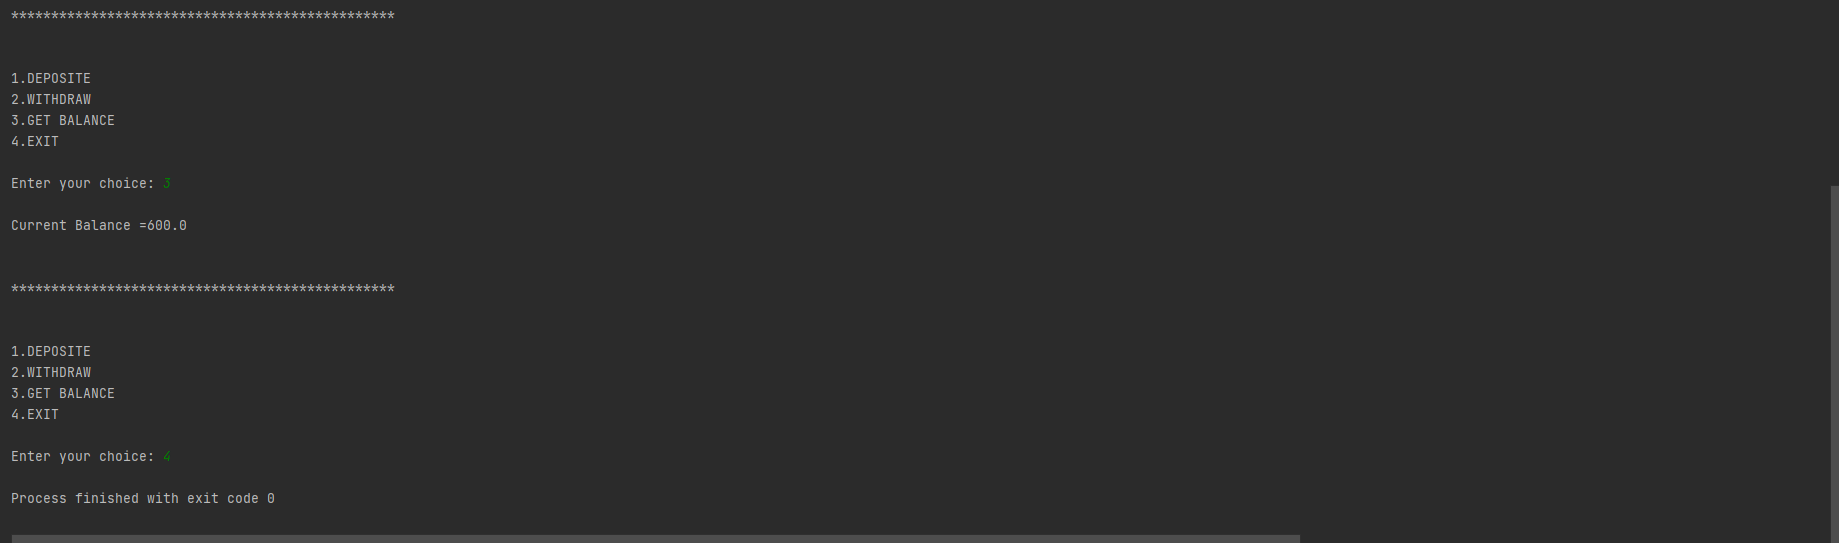 ************************************************
1.DEPOSITE
2.WITHDRAW
3.GET BALANCE
4.EXIT
Enter your choice: 3
Current Balance =600.0
************************************************
1.DEPOSITE
2.WITHDRAW
3.GET BALANCE
4.EXIT
Enter your choice: 4
Process finished with exit code 0